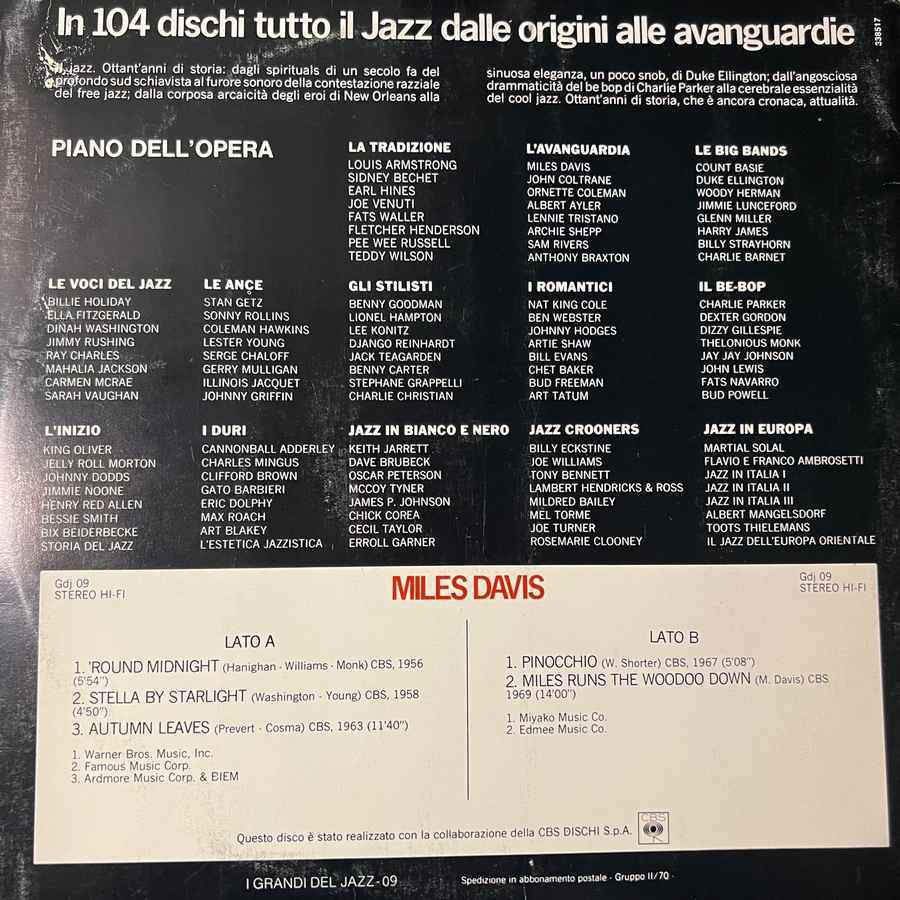 In 104 dischi tutto il Jazz dalle origini alle avanguardie
338517
Il jazz. Ottant'anni di storia: dagli spirituals di un secolo fa del
profondo sud schiavista al furore sonoro della contestazione razziale
del free jazz; dalla corposa arcaicità degli eroi di New Orleans alla
sinuosa eleganza, un poco snob, di Duke Ellington; dall'angosciosa
drammaticità del be bop di Charlie Parker alla cerebrale essenzialità
del cool jazz. Ottant'anni di storia, che è ancora cronaca, attualità.
PIANO DELL'OPERA
LA TRADIZIONE
LOUIS ARMSTRONG
SIDNEY BECHET
EARL HINES
JOE VENUTI
FATS WALLER
FLETCHER HENDERSON
PEE WEE RUSSELL
TEDDY WILSON
L'AVANGUARDIA
MILES DAVIS
JOHN COLTRANE
ORNETTE COLEMAN
ALBERT AYLER
LENNIE TRISTANO
ARCHIE SHEPP
SAM RIVERS
ANTHONY BRAXTON
LE BIG BANDS
COUNT BASIE
DUKE ELLINGTON
WOODY HERMAN
JIMMIE LUNCEFORD
GLENN MILLER
HARRY JAMES
BILLY STRAYHORN
CHARLIE BARNET
LE VOCI DEL JAZZ
BILLIE HOLIDAY
ELLA FITZGERALD
DINAH WASHINGTON
JIMMY RUSHING
RAY CHARLES
MAHALIA JACKSON
CARMEN MCRAE
SARAH VAUGHAN
LE ANCE
STAN GETZ
SONNY ROLLINS
COLEMAN HAWKINS
LESTER YOUNG
SERGE CHALOFF
GERRY MULLIGAN
ILLINOIS JACQUET
JOHNNY GRIFFIN
GLI STILISTI
BENNY GOODMAN
LIONEL HAMPTON
LEE KONITZ
DJANGO REINHARDT
JACK TEAGARDEN
BENNY CARTER
STEPHANE GRAPPELLI
CHARLIE CHRISTIAN
I ROMANTICI
NAT KING COLE
BEN WEBSTER
JOHNNY HODGES
ARTIE SHAW
BILL EVANS
CHET BAKER
BUD FREEMAN
ART TATUM
IL BE-BOP
CHARLIE PARKER
DEXTER GORDON
DIZZY GILLESPIE
THELONIOUS MONK
JAY JAY JOHNSON
JOHN LEWIS
FATS NAVARRO
BUD POWELL
L'INIZIO
KING OLIVER
JELLY ROLL MORTON
JOHNNY DODDS
JIMMIE NOONE
HENRY RED ALLEN
BESSIE SMITH
BIX BEIDERBECKE
STORIA DEL JAZZ
I DURI
CANNONBALL ADDERLEY
CHARLES MINGUS
CLIFFORD BROWN
GATO BARBIERI
ERIC DOLPHY
MAX ROACH
ART BLAKEY
L'ESTETICA JAZZISTICA
JAZZ IN BIANCO E NERO
KEITH JARRETT
DAVE BRUBECK
OSCAR PETERSON
MCCOY TYNER
JAMES P. JOHNSON
CHICK COREA
CECIL TAYLOR
ERROLL GARNER
JAZZ CROONERS
BILLY ECKSTINE
JOE WILLIAMS
TONY BENNETT
LAMBERT HENDRICKS & ROSS
MILDRED BAILEY
MEL TORME
JOE TURNER
ROSEMARIE CLOONEY
JAZZ IN EUROPA
MARTIAL SOLAL
FLAVIO E FRANCO AMBROSETTI
JAZZ IN ITALIA I
JAZZ IN ITALIA II
JAZZ IN ITALIA III
ALBERT MANGELSDORF
TOOTS THIELEMANS
IL JAZZ DELL'EUROPA ORIENTALE
Gdj 09
STEREO HI-FI
MILES DAVIS
Gdj 09
STEREO HI-FI
LATO A
1. 'ROUND MIDNIGHT (Hanighan - Williams - Monk) CBS, 1956
(5'54")
2. STELLA BY STARLIGHT (Washington - Young) CBS, 1958
(4'50")
3. AUTUMN LEAVES (Prevert - Cosma) CBS, 1963 (11'40")
1. Warner Bros. Music, Inc.
2. Famous Music Corp.
3. Ardmore Music Corp. & BIEM
LATO B
1. PINOCCHIO (W. Shorter) CBS, 1967 (5'08")
2. MILES RUNS THE WOODOO DOWN (M. Davis) CBS
1969 (14'00")
1. Miyako Music Co.
2. Edmee Music Co.
Questo disco è stato realizzato con la collaborazione della CBS DISCHI S.p.A.
CBS
I GRANDI DEL JAZZ-09
Spedizione in abbonamento postale - Gruppo II/70 -